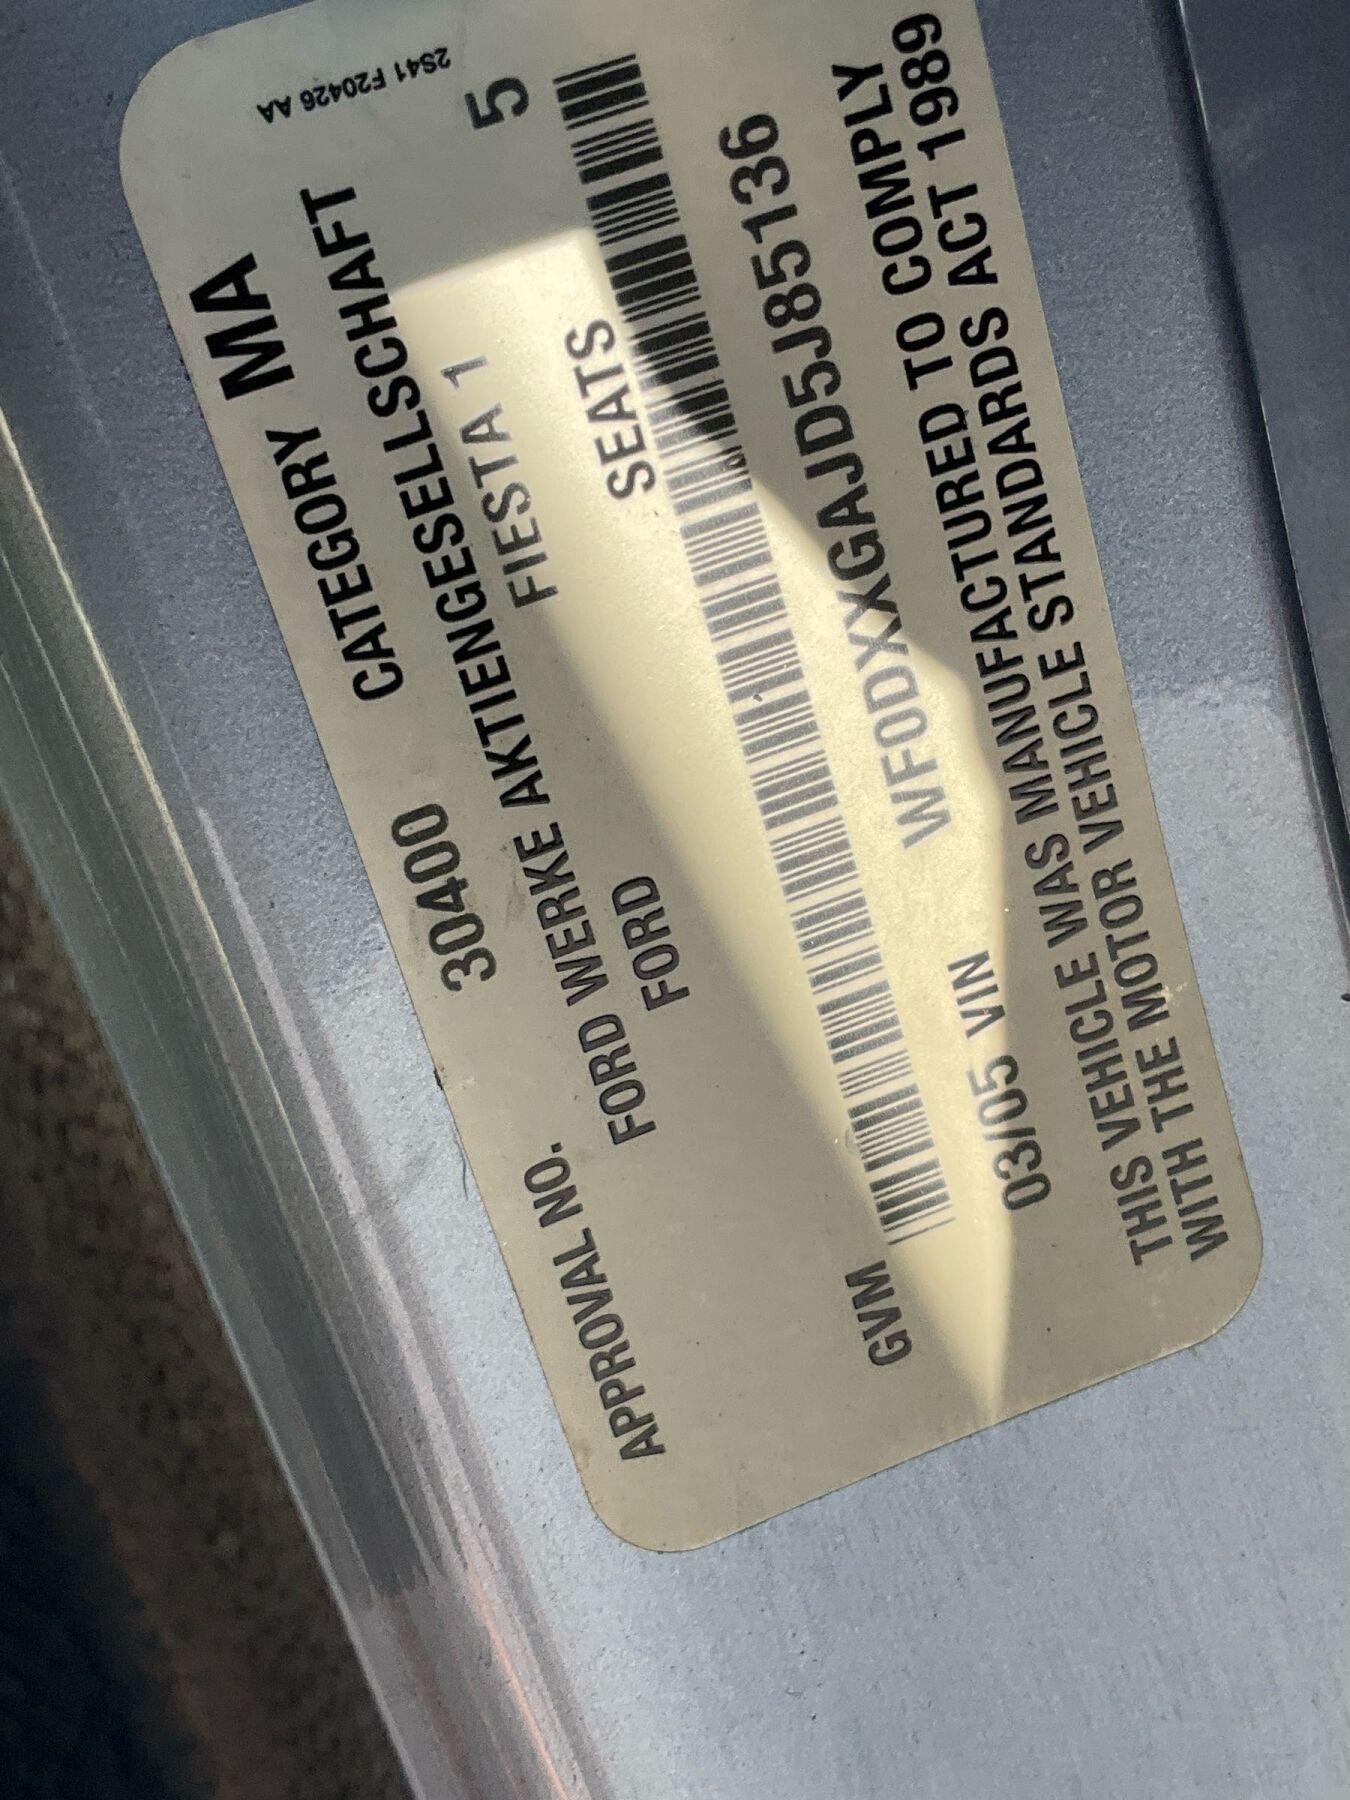 2S41 F20426 AA
APPROVAL NO. 30400 CATEGORY MA
FORD WERKE AKTIENGESELLSCHAFT
FORD FIESTA 1 5
GVM SEATS
03/05 VIN WF0DXXGAJD5J85136
THIS VEHICLE WAS MANUFACTURED TO COMPLY
WITH THE MOTOR VEHICLE STANDARDS ACT 1989